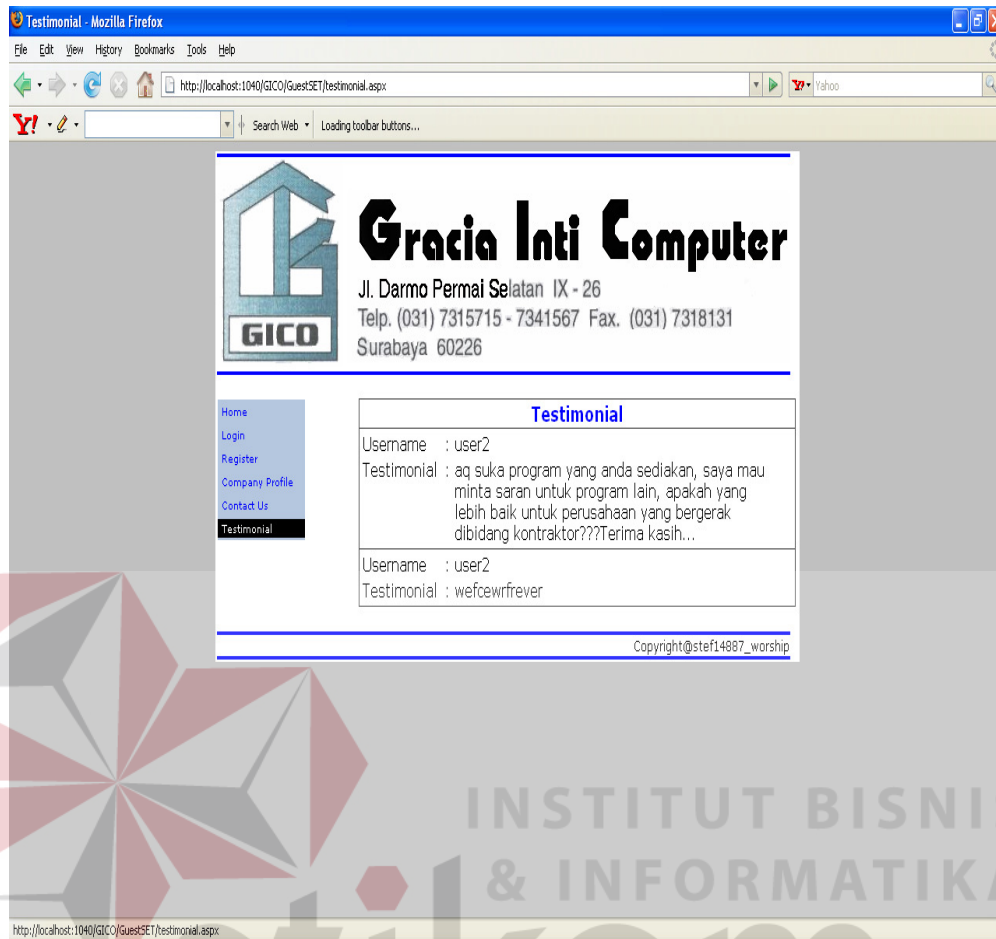 Testimonial - Mozilla Firefox
File Edit View History Bookmarks Tools Help
http://localhost:1040/GICO/GuestSET/testimonial.aspx Yahoo
Y! Search Web Loading toolbar buttons...
GICO
Gracia Inti Computer
Jl. Darmo Permai Selatan IX - 26
Telp. (031) 7315715 - 7341567 Fax. (031) 7318131
Surabaya 60226
Home
Login
Register
Company Profile
Contact Us
Testimonial
Testimonial
Username : user2
Testimonial : aq suka program yang anda sediakan, saya mau
minta saran untuk program lain, apakah yang
lebih baik untuk perusahaan yang bergerak
dibidang kontraktor???Terima kasih...
Username : user2
Testimonial : wefcewrfrever
Copyright@stef14887_worship
INSTITUT BISNI
& INFORMATIKA
http://localhost:1040/GICO/GuestSET/testimonial.aspx